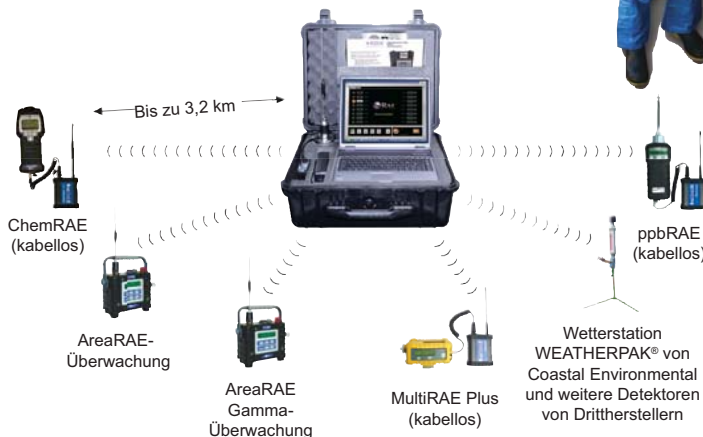 Bis zu 3,2 km
ChemRAE
(kabellos)
ppbRAE
(kabellos)
AreaRAE-
Überwachung
AreaRAE
Gamma-
Überwachung
MultiRAE Plus
(kabellos)
Wetterstation
WEATHERPAK® von
Coastal Environmental
und weitere Detektoren
von Drittherstellern